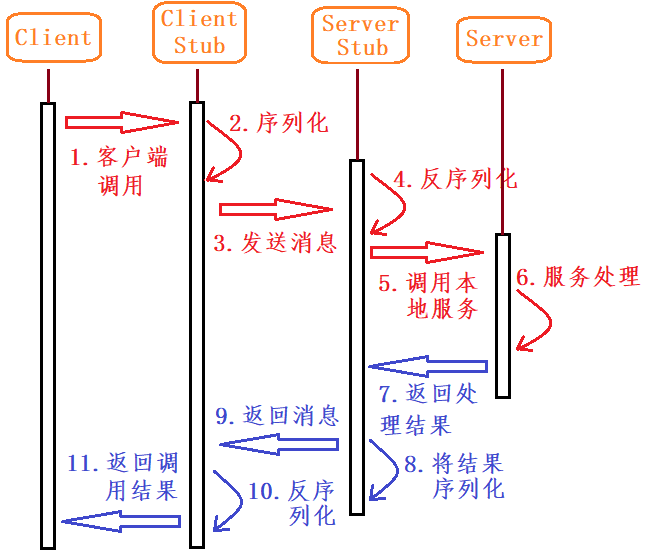 Client
Client
Stub
Server
Stub
Server
1.客户端
调用
2.序列化
3.发送消息
4.反序列化
5.调用本
地服务
6.服务处理
7.返回处
理结果
8.将结果
序列化
9.返回消息
10.反序
列化
11.返回调
用结果